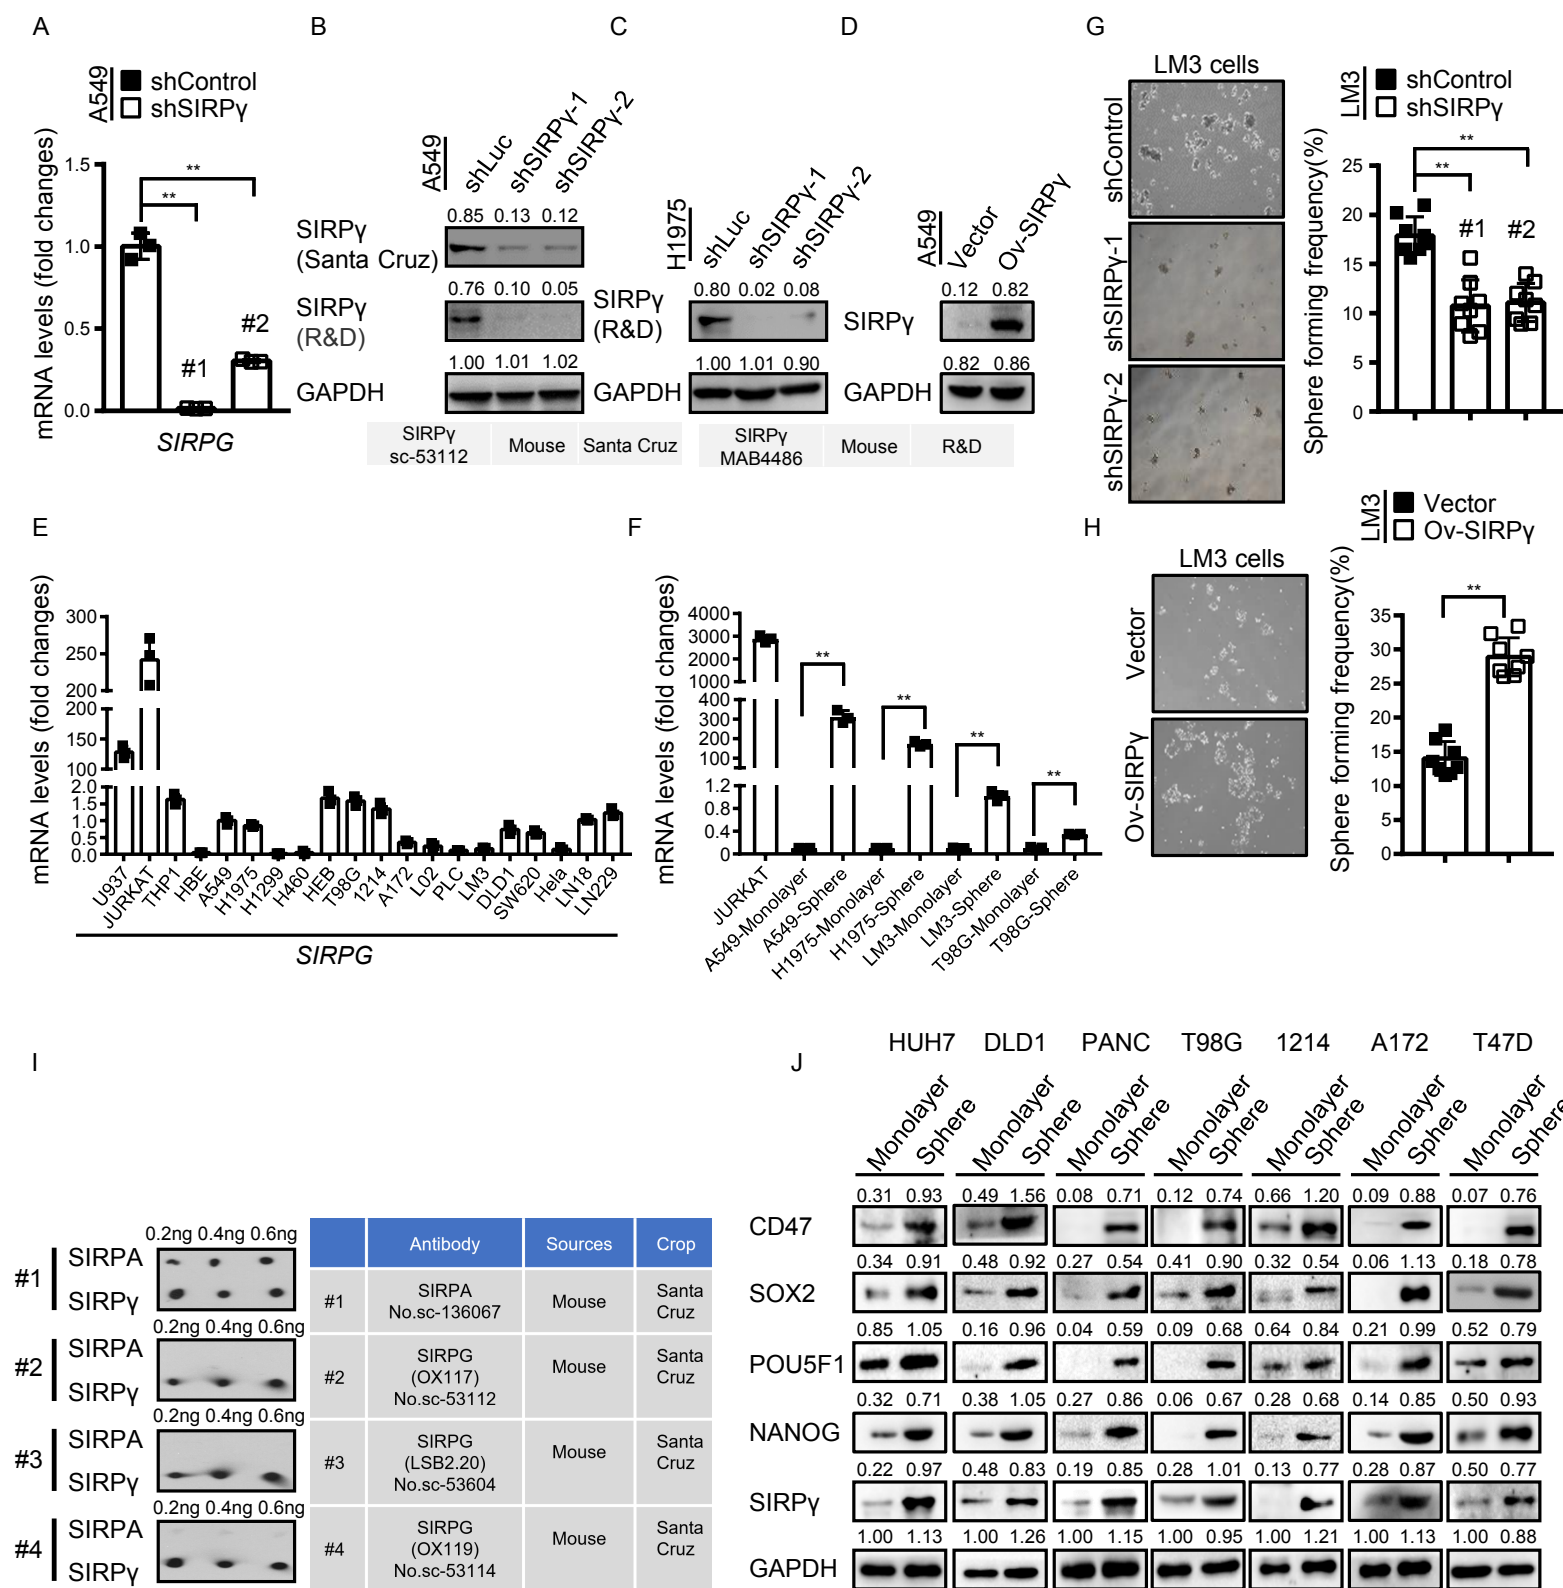 A
A549
shControl
shSIRPγ
mRNA levels (fold changes)
1.5
1.0
0.5
0.0
**
**
#1
#2
SIRPG
B
A549
shLuc
shSIRPγ-1
shSIRPγ-2
0.85 0.13 0.12
SIRPγ
(Santa Cruz)
0.76 0.10 0.05
SIRPγ
(R&D)
1.00 1.01 1.02
GAPDH
SIRPγ
sc-53112
Mouse
Santa Cruz
C
H1975
shLuc
shSIRPγ-1
shSIRPγ-2
0.80 0.02 0.08
SIRPγ
(R&D)
1.00 1.01 0.90
GAPDH
SIRPγ
MAB4486
Mouse
R&D
D
A549
Vector
Ov-SIRPγ
0.12 0.82
SIRPγ
0.82 0.86
GAPDH
G
LM3 cells
shControl
shSIRPγ-1
shSIRPγ-2
LM3
shControl
shSIRPγ
Sphere forming frequency(%)
25
20
15
10
5
0
**
**
#1
#2
E
mRNA levels (fold changes)
300
250
200
200
150
100
2.0
1.5
1.0
0.5
0.0
U937
JURKAT
THP1
HBE
A549
H1975
H1299
H460
HEB
T98G
1214
A172
L02
PLC
LM3
DLD1
SW620
Hela
LN18
LN229
SIRPG
F
mRNA levels (fold changes)
4000
3000
2000
1000
400
300
200
100
1.2
0.8
0.4
0
**
**
**
**
JURKAT
A549-Monolayer
A549-Sphere
H1975-Monolayer
H1975-Sphere
LM3-Monolayer
LM3-Sphere
T98G-Monolayer
T98G-Sphere
H
LM3 cells
Vector
Ov-SIRPγ
LM3
Vector
Ov-SIRPγ
Sphere forming frequency(%)
35
30
25
20
15
10
5
0
**
I
0.2ng 0.4ng 0.6ng
#1
SIRPA
SIRPγ
0.2ng 0.4ng 0.6ng
#2
SIRPA
SIRPγ
0.2ng 0.4ng 0.6ng
#3
SIRPA
SIRPγ
0.2ng 0.4ng 0.6ng
#4
SIRPA
SIRPγ
Antibody Sources Crop
#1
SIRPA
No.sc-136067
Mouse
Santa
Cruz
#2
SIRPG
(OX117)
No.sc-53112
Mouse
Santa
Cruz
#3
SIRPG
(LSB2.20)
No.sc-53604
Mouse
Santa
Cruz
#4
SIRPG
(OX119)
No.sc-53114
Mouse
Santa
Cruz
J
HUH7 DLD1 PANC T98G 1214 A172 T47D
Monolayer Sphere Monolayer Sphere Monolayer Sphere Monolayer Sphere Monolayer Sphere Monolayer Sphere Monolayer Sphere
0.31 0.93 0.49 1.56 0.08 0.71 0.12 0.74 0.66 1.20 0.09 0.88 0.07 0.76
CD47
0.34 0.91 0.48 0.92 0.27 0.54 0.41 0.90 0.32 0.54 0.06 1.13 0.18 0.78
SOX2
0.85 1.05 0.16 0.96 0.04 0.59 0.09 0.68 0.64 0.84 0.21 0.99 0.52 0.79
POU5F1
0.32 0.71 0.38 1.05 0.27 0.86 0.06 0.67 0.28 0.68 0.14 0.85 0.50 0.93
NANOG
0.22 0.97 0.48 0.83 0.19 0.85 0.28 1.01 0.13 0.77 0.28 0.87 0.50 0.77
SIRPγ
1.00 1.13 1.00 1.26 1.00 1.15 1.00 0.95 1.00 1.21 1.00 1.13 1.00 0.88
GAPDH